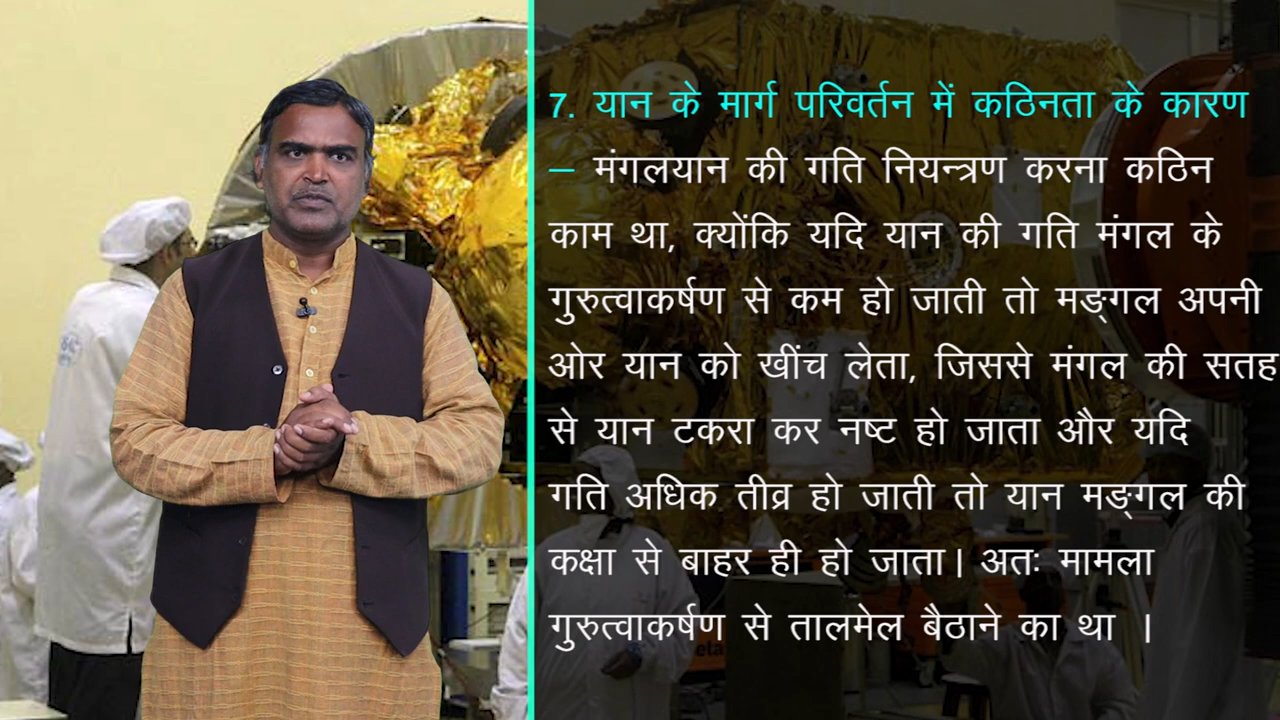 7. यान के मार्ग परिवर्तन में कठिनता के कारण
– मंगलयान की गति नियन्त्रण करना कठिन
काम था, क्योंकि यदि यान की गति मंगल के
गुरुत्वाकर्षण से कम हो जाती तो मङ्गल अपनी
ओर यान को खींच लेता, जिससे मंगल की सतह
से यान टकरा कर नष्ट हो जाता और यदि
गति अधिक तीव्र हो जाती तो यान मङ्गल की
कक्षा से बाहर ही हो जाता। अतः मामला
गुरुत्वाकर्षण से तालमेल बैठाने का था ।